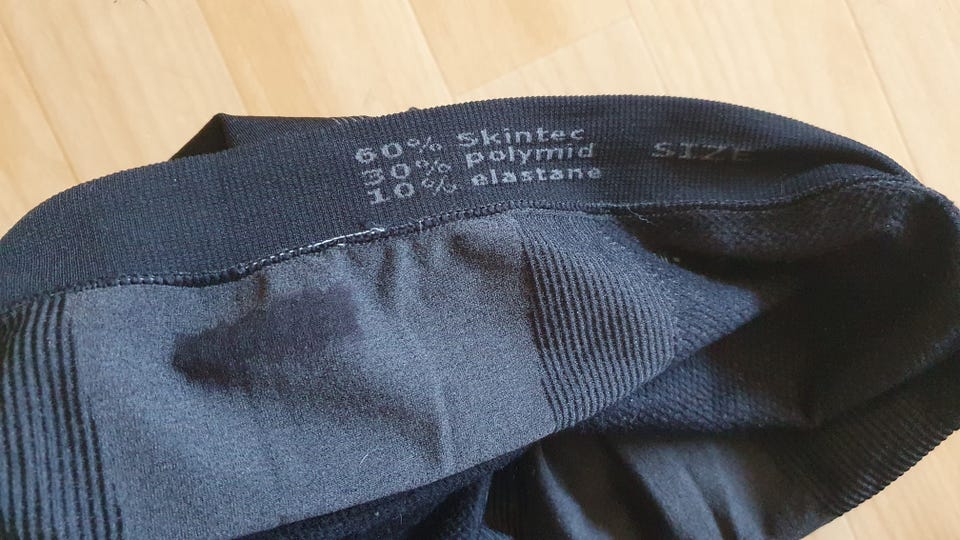 60% Skintec
30% polymid
10% elastane
SIZE